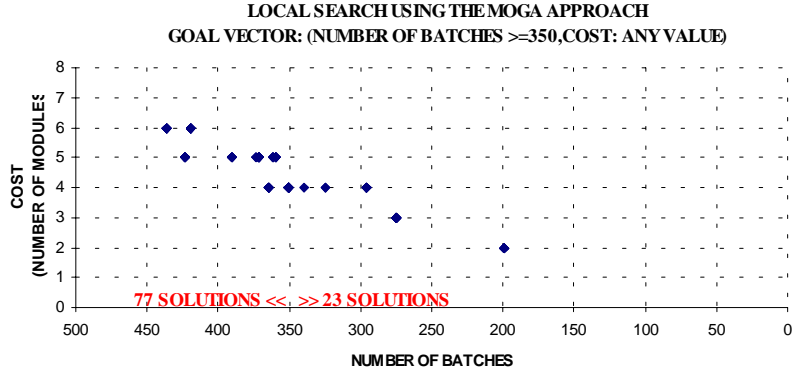 LOCAL SEARCH USING THE MOGA APPROACH
GOAL VECTOR: (NUMBER OF BATCHES >=350,COST: ANY VALUE)
8
7
6
5
4
3
2
1
0
COST
(NUMBER OF MODULES
77 SOLUTIONS << >> 23 SOLUTIONS
500 450 400 350 300 250 200 150 100 50 0
NUMBER OF BATCHES